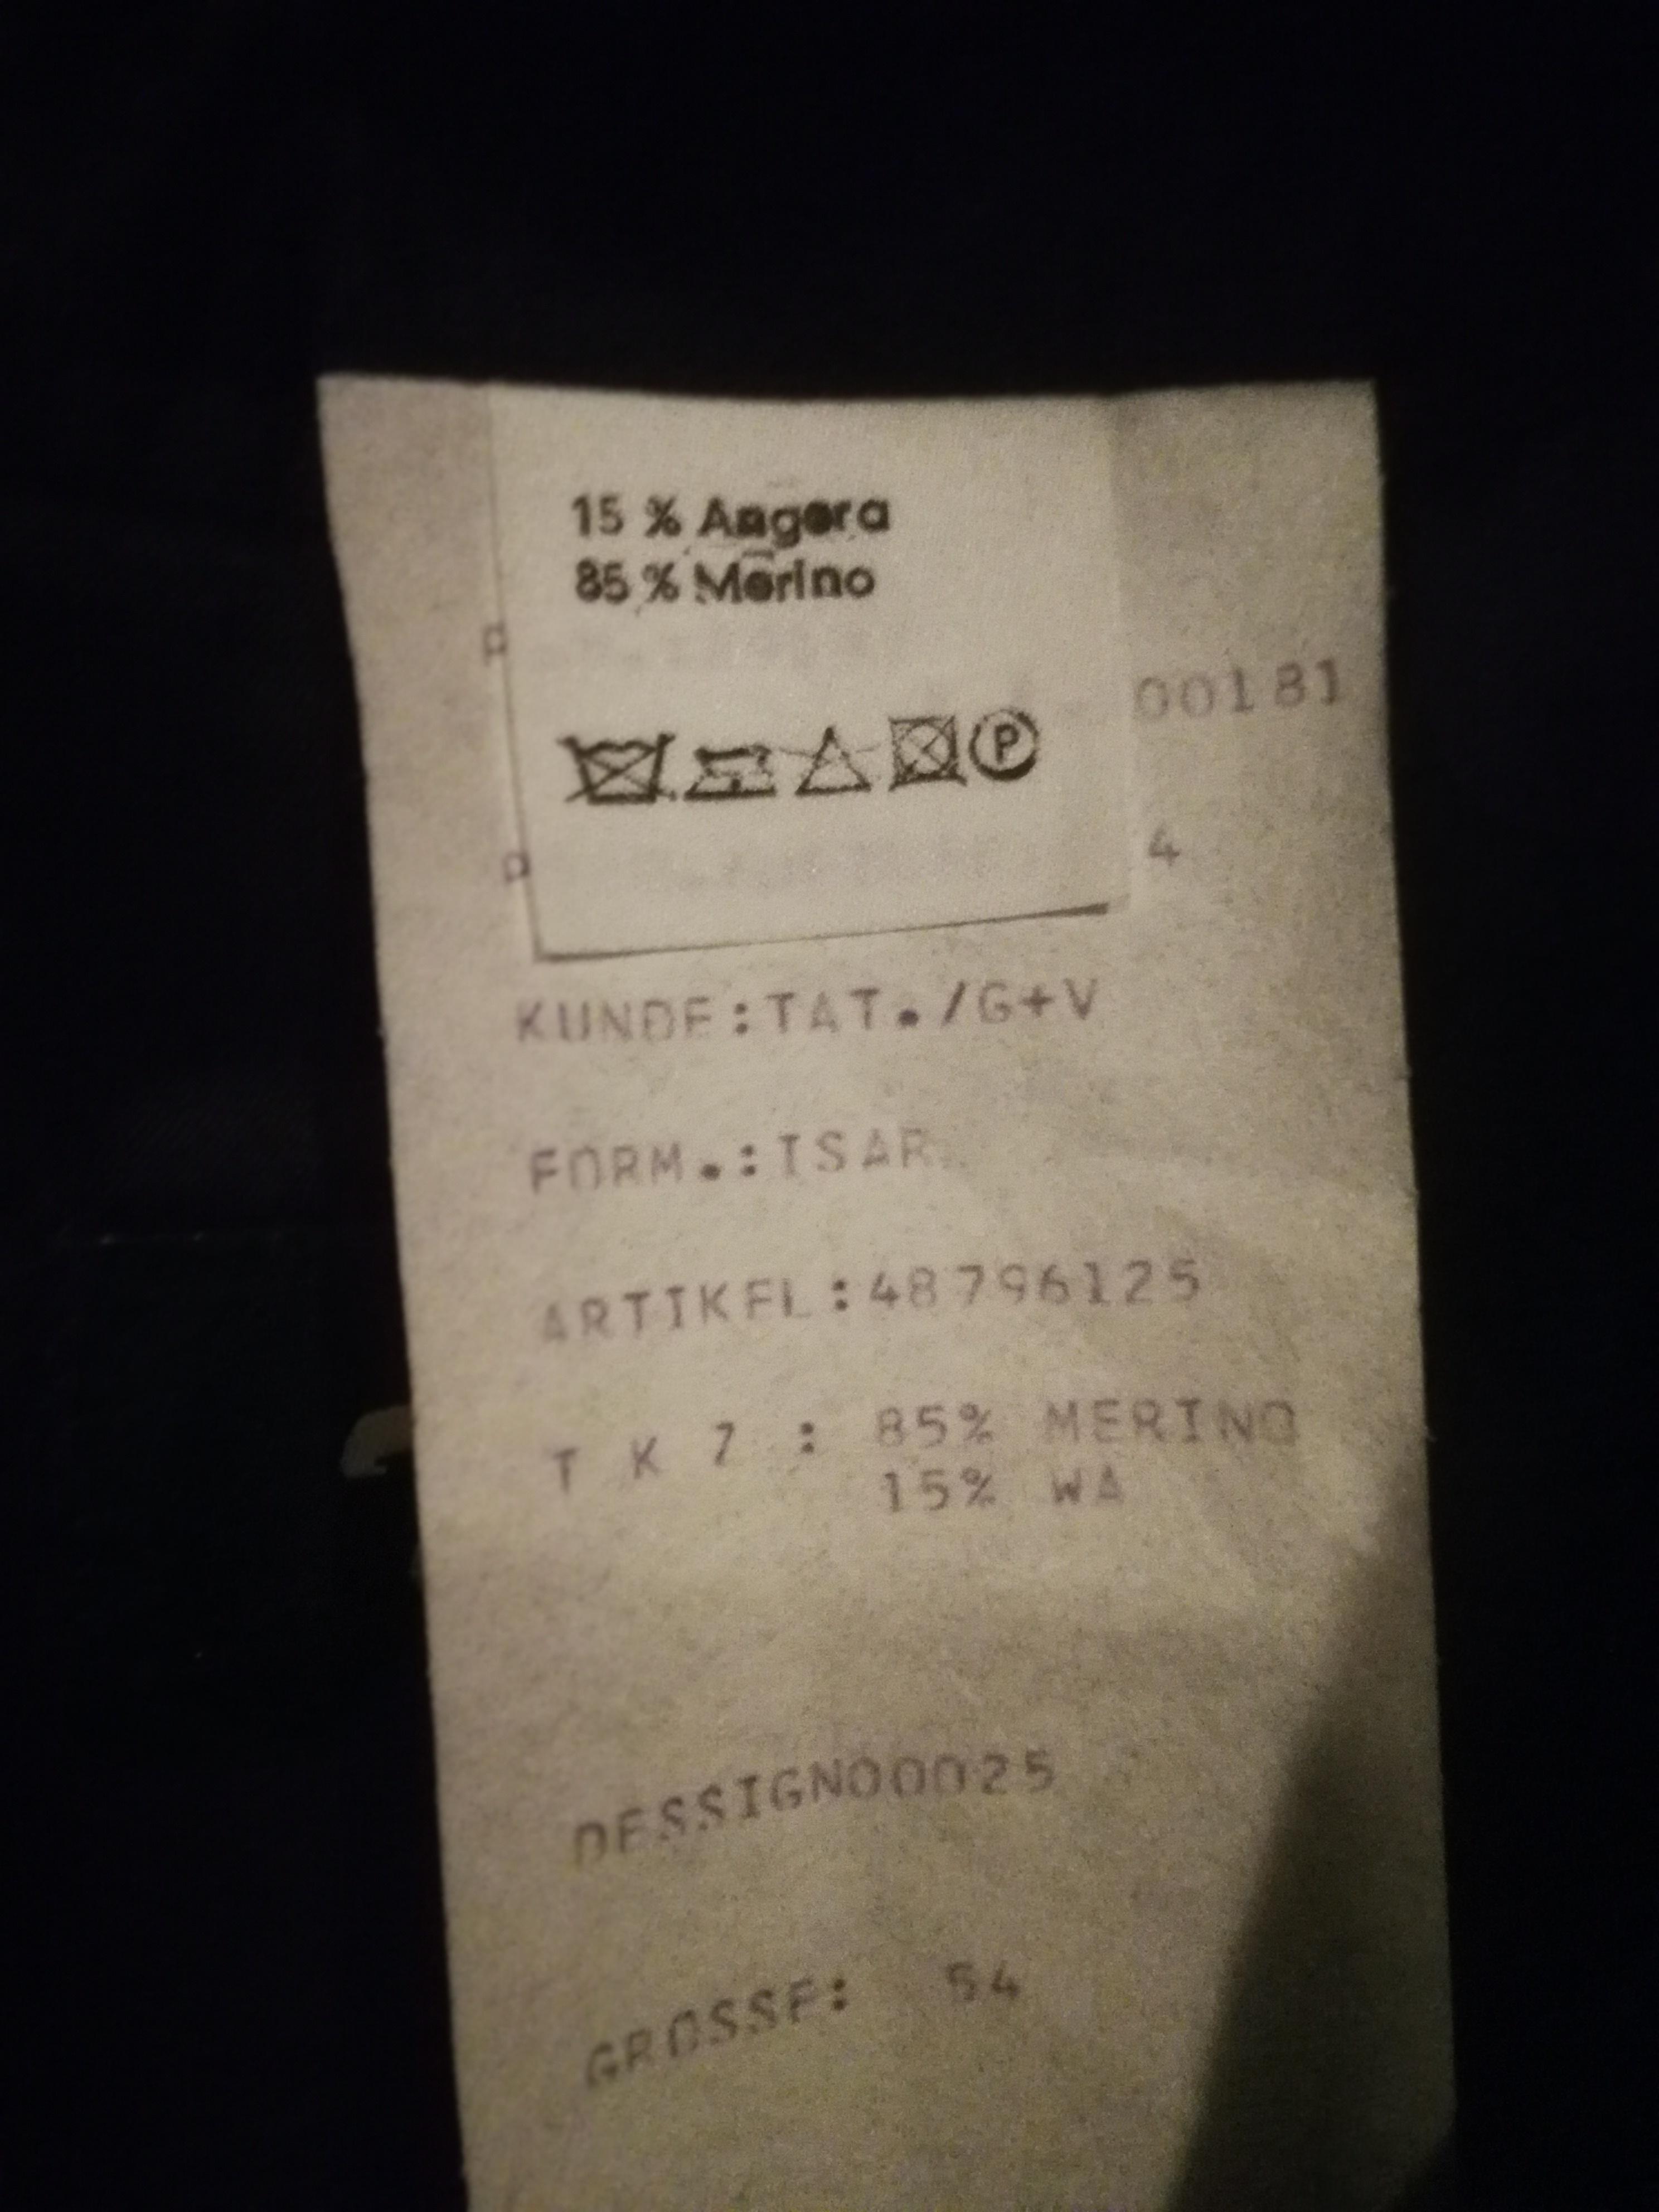 15 % Angora
85 % Merino
00181
P
4
KUNDE:TAT./G+V
FORM.:ISAR
ARTIKEL:48796125
T K Z : 85% MERINO
15% WA
DESSIGN00025
GROSSE: 54